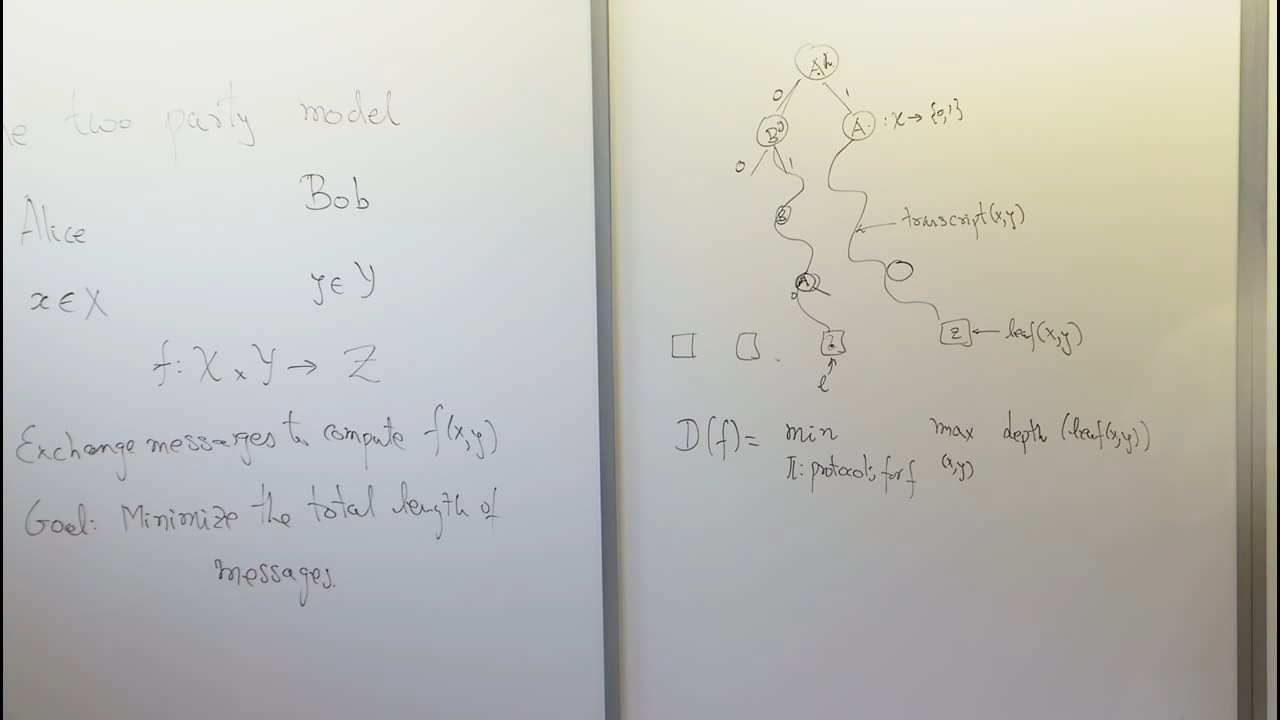 two party model
Alice
Bob
x ∈ X
y ∈ Y
f: X × Y → Z
Exchange messages to compute f(x,y)
Goal: Minimize the total length of
messages.
A
0
1
B
A : X → {0,1}
0
1
B
transcript(x,y)
A
0
z
z ← leaf(x,y)
l
D(f) = min max depth (leaf(x,y))
π: protocols for f (x,y)